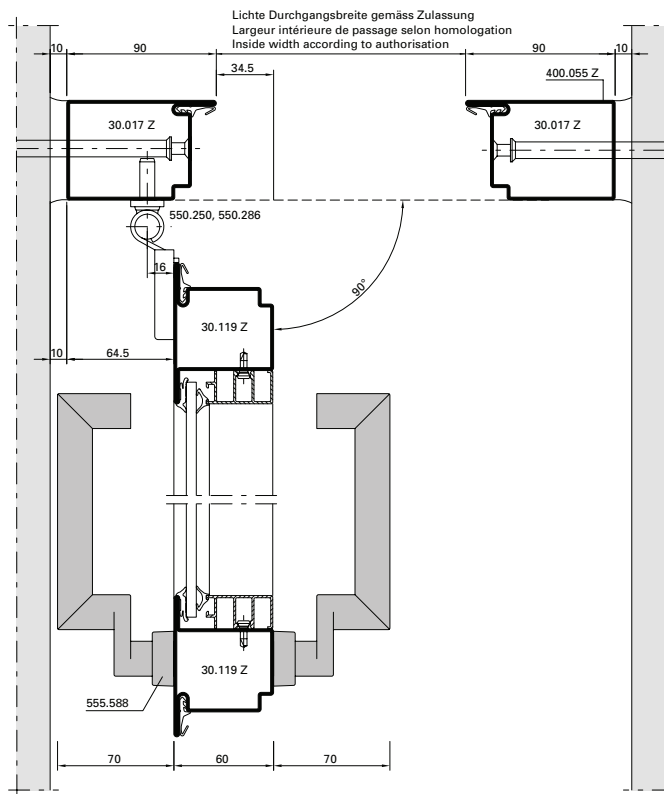 Lichte Durchgangsbreite gemäss Zulassung
Largeur intérieure de passage selon homologation
Inside width according to authorisation
10
90
90
10
34.5
400.055 Z
30.017 Z
30.017 Z
550.250, 550.286
16
90°
30.119 Z
10
64.5
30.119 Z
555.588
70
60
70